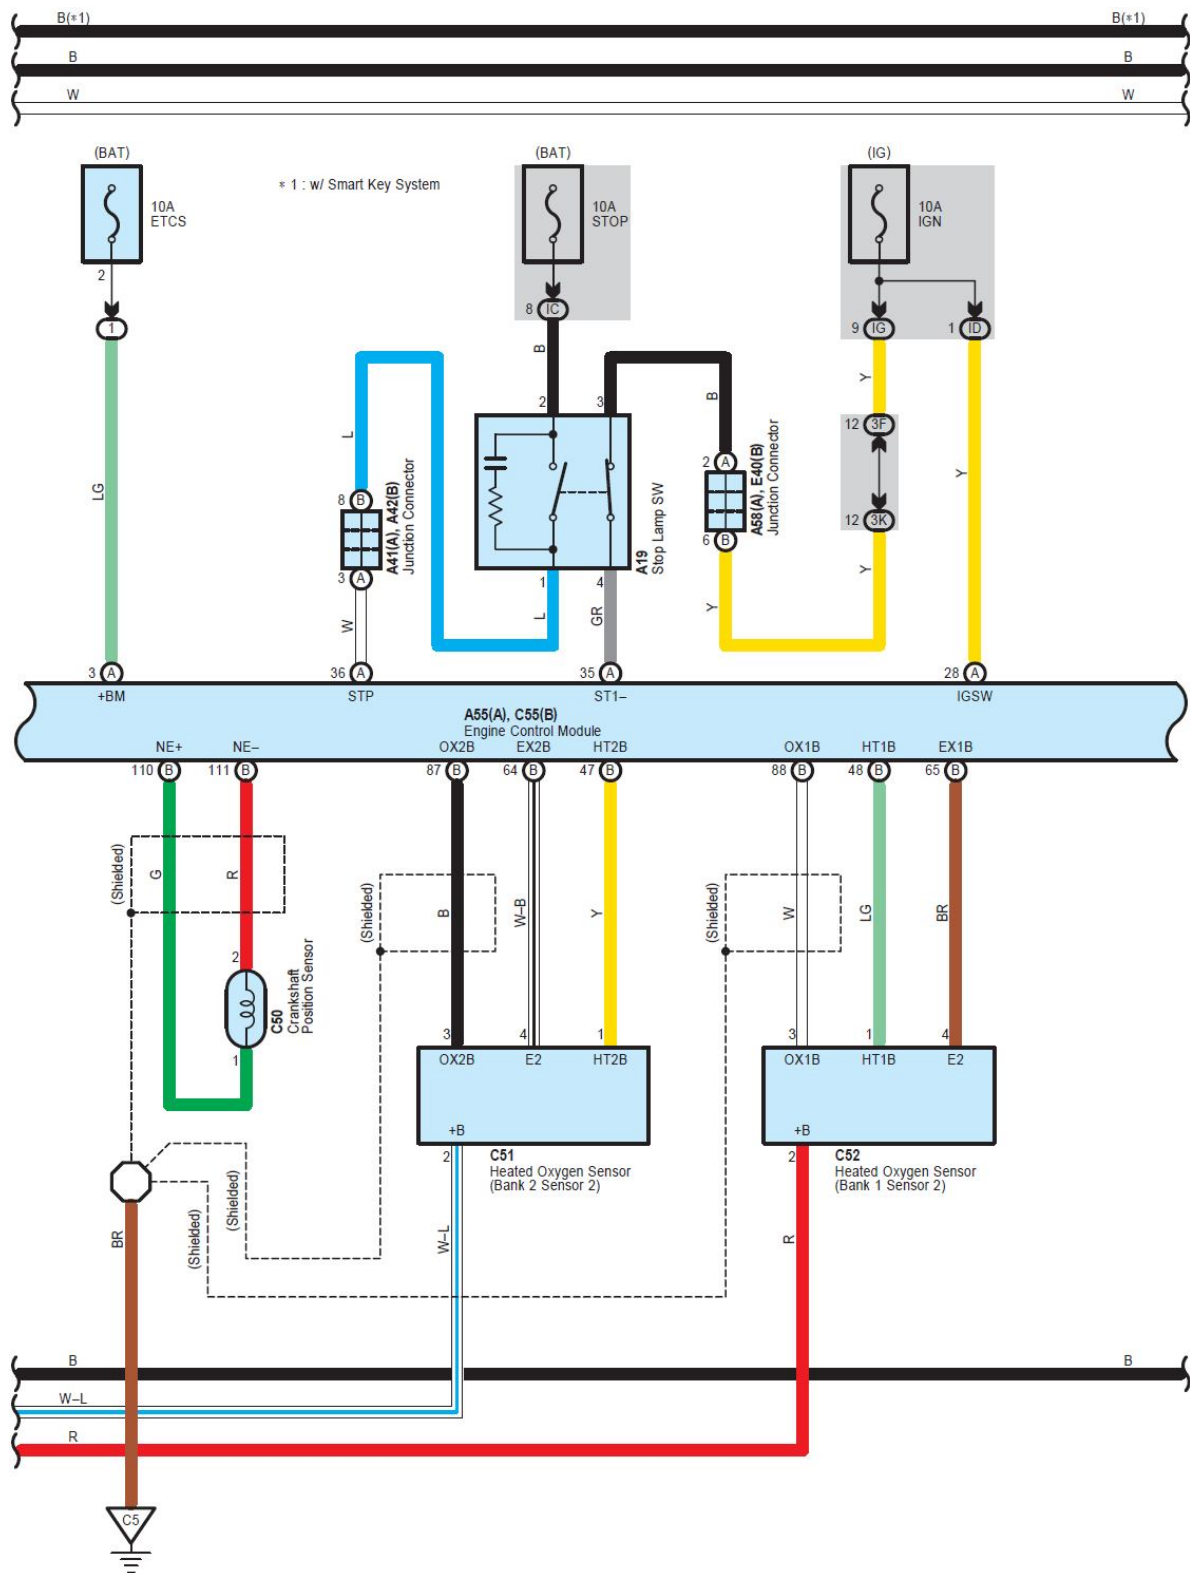 B(*1) B(*1)
B B
W W
(BAT) (BAT) (IG)
* 1 : w/ Smart Key System
10A
ETCS
10A
STOP
10A
IGN
2
1
8 IC
9 IG
1 ID
B
Y
2 3
B
L
12 3F
LG
8 B
A41(A), A42(B)
Junction Connector
3 A
A19
Stop Lamp SW
2 A
A58(A), E40(B)
Junction Connector
6 B
Y
12 3K
1 4
W
L
GR
Y
Y
3 A
36 A
35 A
28 A
+BM STP ST1– IGSW
A55(A), C55(B)
Engine Control Module
NE+ NE– OX2B EX2B HT2B OX1B HT1B EX1B
110 B
111 B
87 B
64 B
47 B
88 B
48 B
65 B
(Shielded)
G
R
(Shielded)
B
W–B
Y
(Shielded)
W
LG
BR
2
C50
Crankshaft
Position Sensor
1
3 4 1
OX2B E2 HT2B
+B
2
C51
Heated Oxygen Sensor
(Bank 2 Sensor 2)
3 1 4
OX1B HT1B E2
+B
2
C52
Heated Oxygen Sensor
(Bank 1 Sensor 2)
BR
(Shielded)
(Shielded)
W–L
R
B B
W–L
R
C5